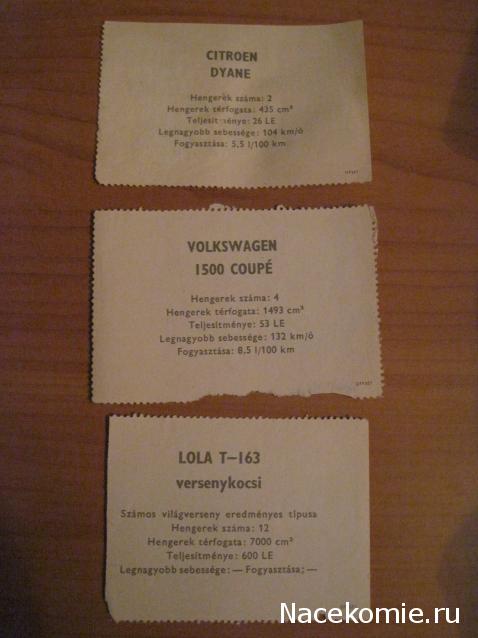 CITROEN
DYANE
Hengerek száma: 2
Hengerek térfogata: 435 cm³
Teljesítménye: 26 LE
Legnagyobb sebessége: 104 km/ó
Fogyasztása: 5,5 l/100 km
VOLKSWAGEN
1500 COUPÉ
Hengerek száma: 4
Hengerek térfogata: 1493 cm³
Teljesítménye: 53 LE
Legnagyobb sebessége: 132 km/ó
Fogyasztása: 8,5 l/100 km
LOLA T—163
versenykocsi
Számos világverseny eredményes típusa
Hengerek száma: 12
Hengerek térfogata: 7000 cm³
Teljesítménye: 600 LE
Legnagyobb sebessége: — Fogyasztása: —
Nacekomie.ru